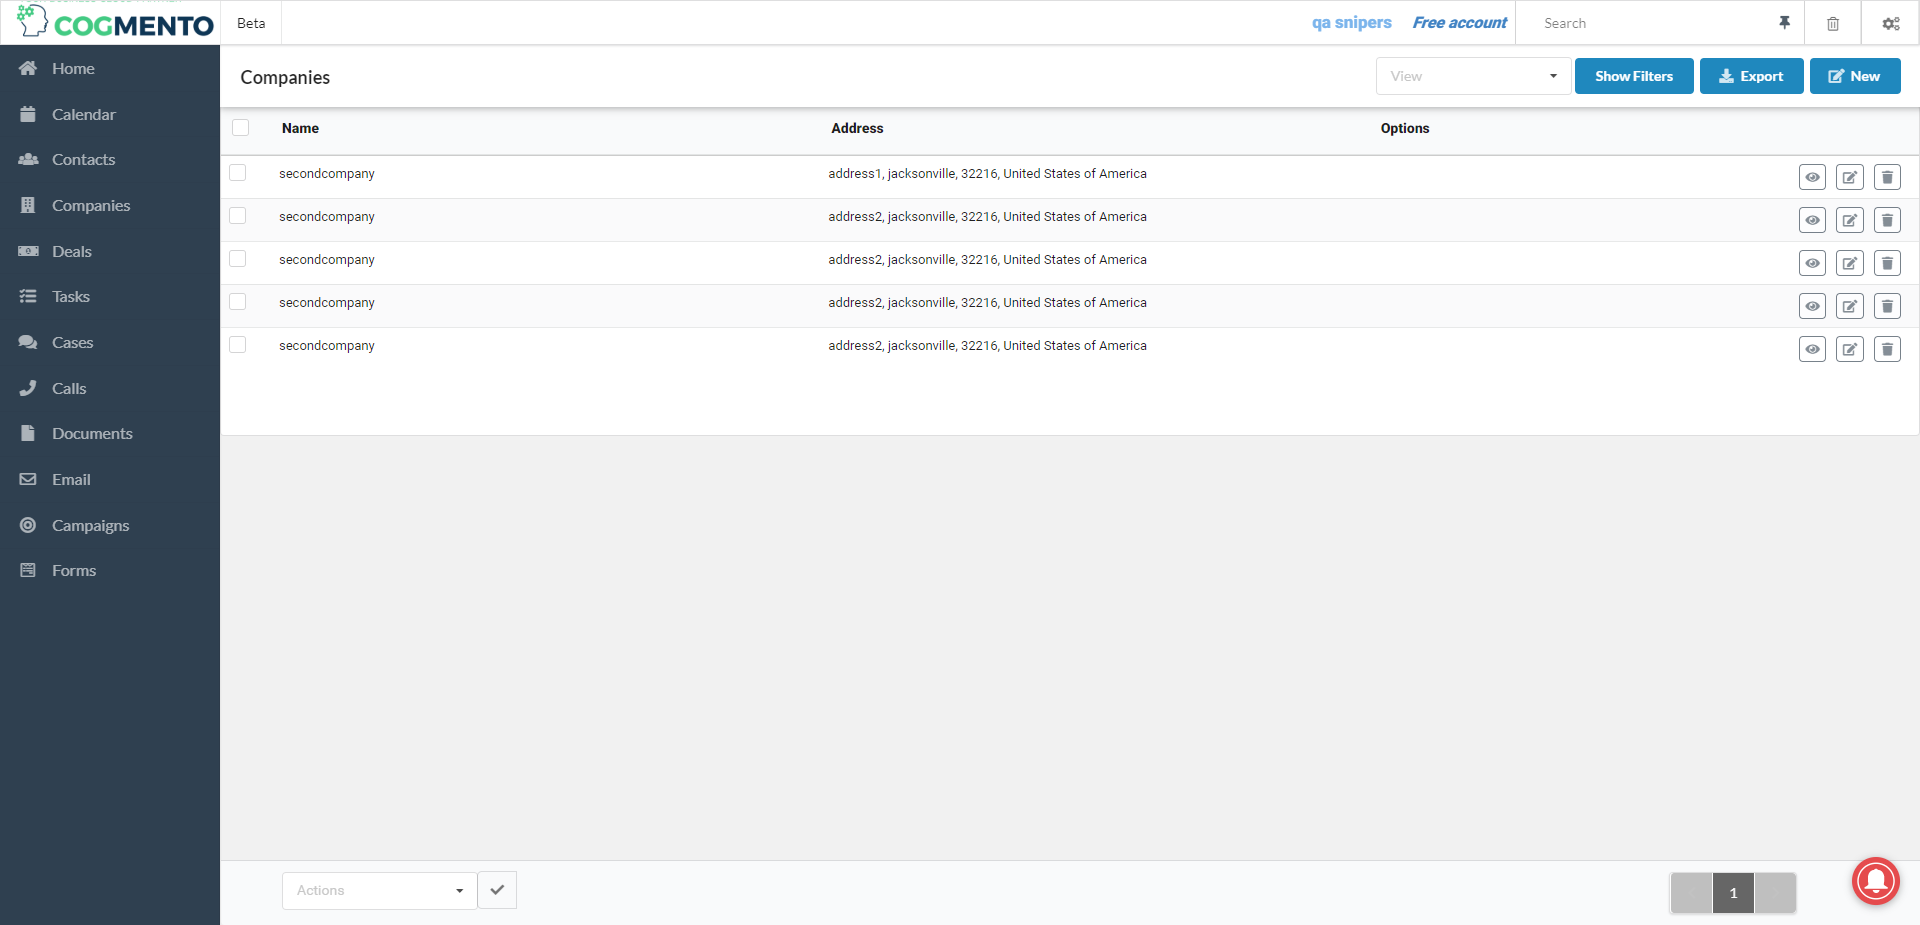 COGMENTO
Beta
qa snipers
Free account
Search
Home
Calendar
Contacts
Companies
Deals
Tasks
Cases
Calls
Documents
Email
Campaigns
Forms
Companies
View
Show Filters
Export
New
Name Address Options
secondcompany address1, jacksonville, 32216, United States of America
secondcompany address2, jacksonville, 32216, United States of America
secondcompany address2, jacksonville, 32216, United States of America
secondcompany address2, jacksonville, 32216, United States of America
secondcompany address2, jacksonville, 32216, United States of America
Actions
1